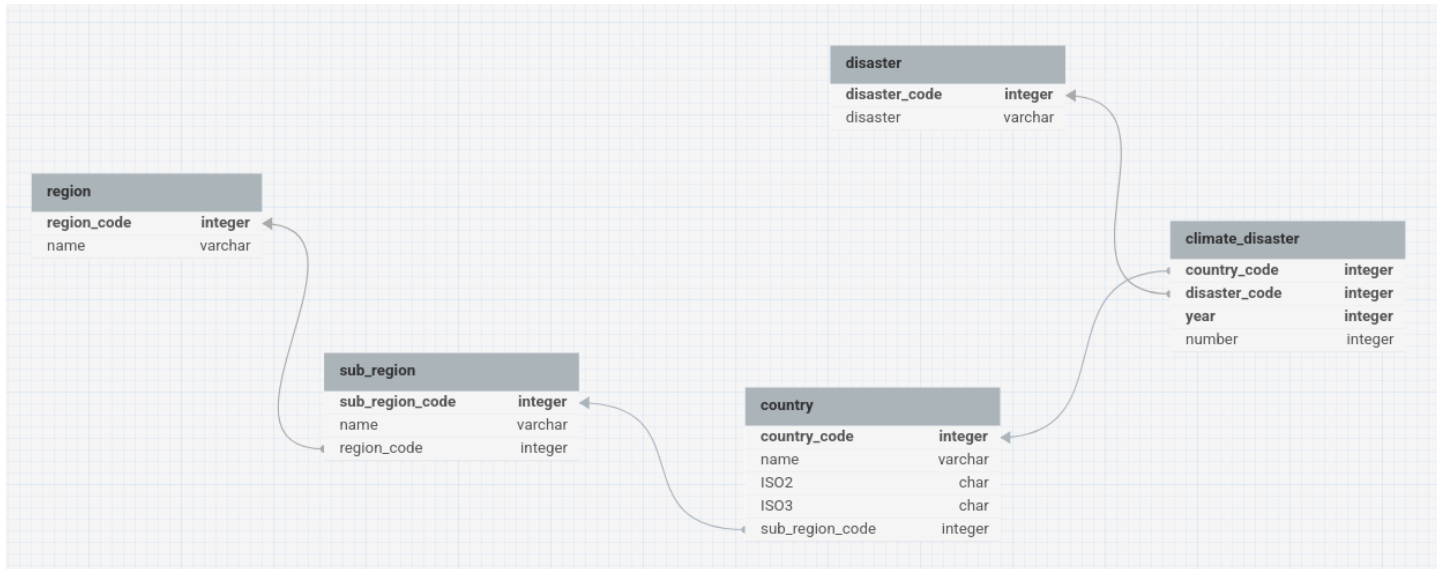 disaster
disaster_code integer
disaster varchar
region
region_code integer
name varchar
climate_disaster
country_code integer
disaster_code integer
year integer
number integer
sub_region
sub_region_code integer
name varchar
region_code integer
country
country_code integer
name varchar
ISO2 char
ISO3 char
sub_region_code integer